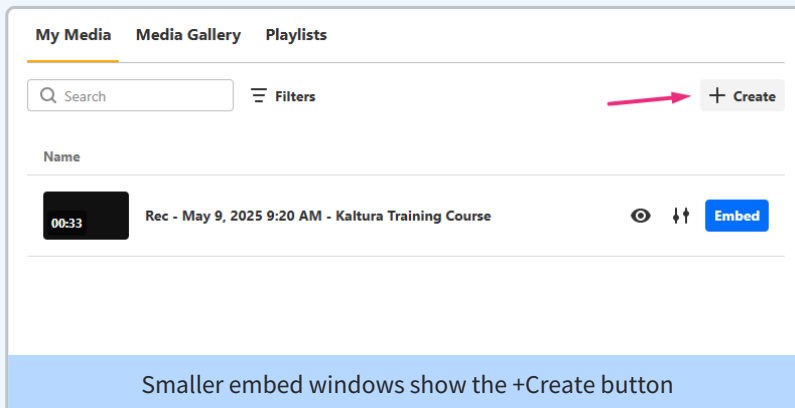 My Media Media Gallery Playlists
Search Filters + Create
Name
00:33 Rec - May 9, 2025 9:20 AM - Kaltura Training Course Embed
Smaller embed windows show the +Create button